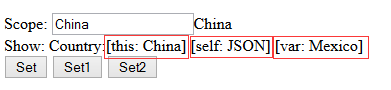 Scope: China China
Show: Country:[this: China] [self: JSON] [var: Mexico]
Set Set1 Set2